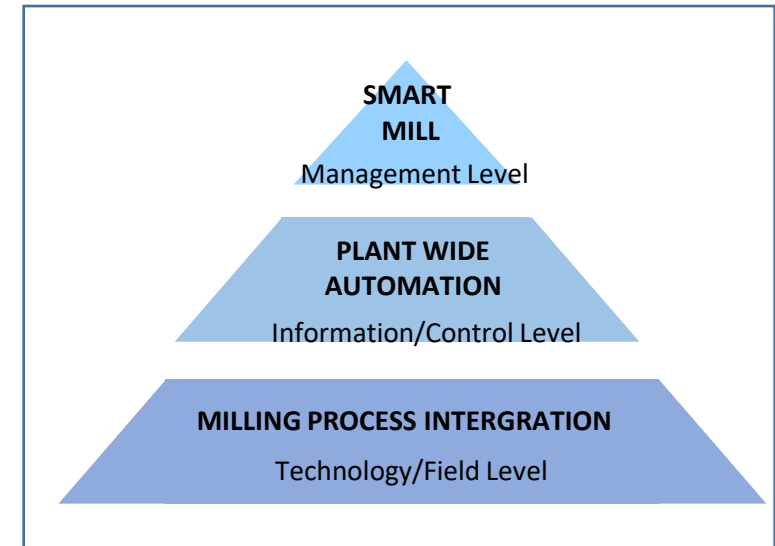 SMART
MILL
Management Level
PLANT WIDE
AUTOMATION
Information/Control Level
MILLING PROCESS INTERGRATION
Technology/Field Level